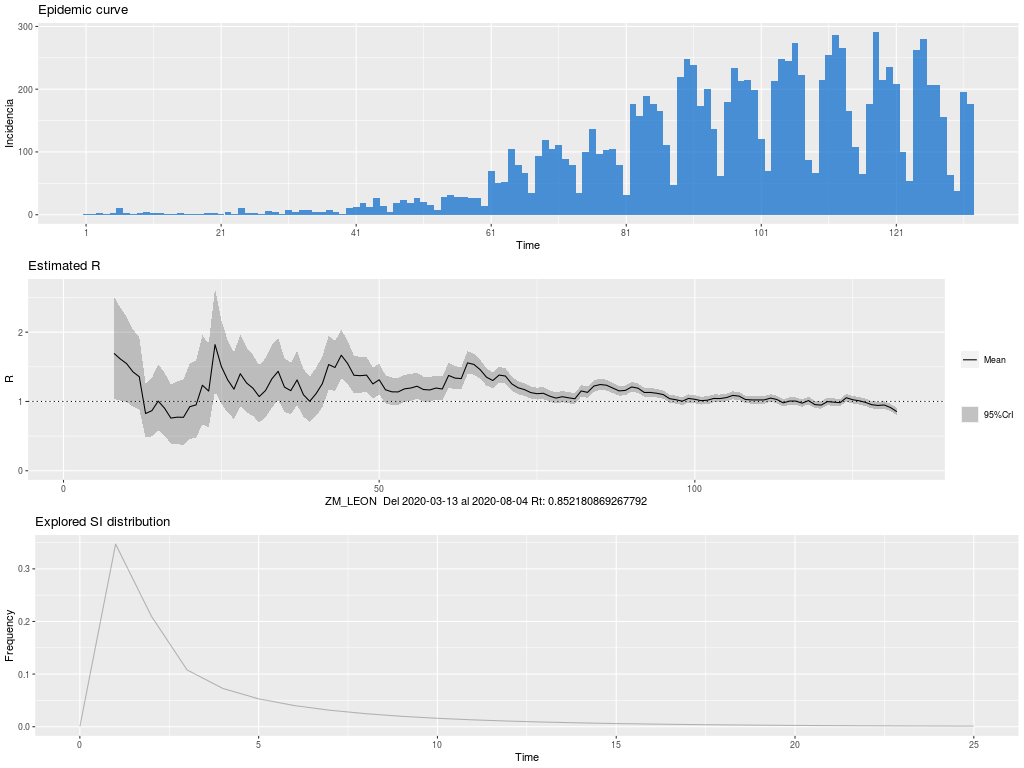 Epidemic curve
300
200
100
0
Incidencia
1 21 41 61 81 101 121
Time
Estimated R
2
1
0
R
0 50 100
ZM_LEON Del 2020-03-13 al 2020-08-04 Rt: 0.852180869267792
Mean
95%CrI
Explored SI distribution
0.3
0.2
0.1
0.0
Frequency
0 5 10 15 20 25
Time